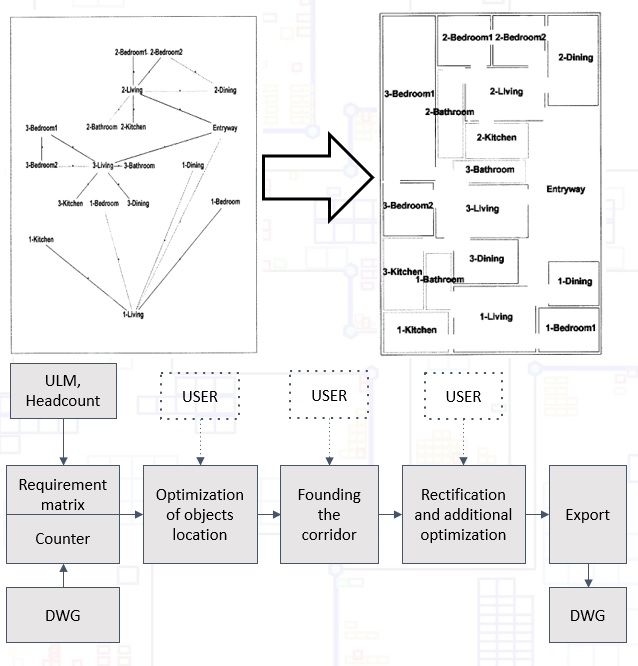 2-Bedroom1 2-Bedroom2
2-Living
2-Dining
2-Bathroom 2-Kitchen
Entryway
3-Bedroom1
3-Bedroom2
3-Living
3-Bathroom
1-Dining
3-Kitchen
1-Bedroom
3-Dining
1-Bedroom
1-Kitchen
1-Living
2-Bedroom1
2-Bedroom2
2-Dining
3-Bedroom1
2-Living
2-Bathroom
2-Kitchen
3-Bathroom
Entryway
3-Bedroom2
3-Living
3-Dining
3-Kitchen
1-Bathroom
1-Dining
1-Living
1-Kitchen
1-Bedroom1
ULM,
Headcount
USER
USER
USER
Requirement
matrix
Counter
Optimization
of objects
location
Founding
the
corridor
Rectification
and additional
optimization
Export
DWG
DWG